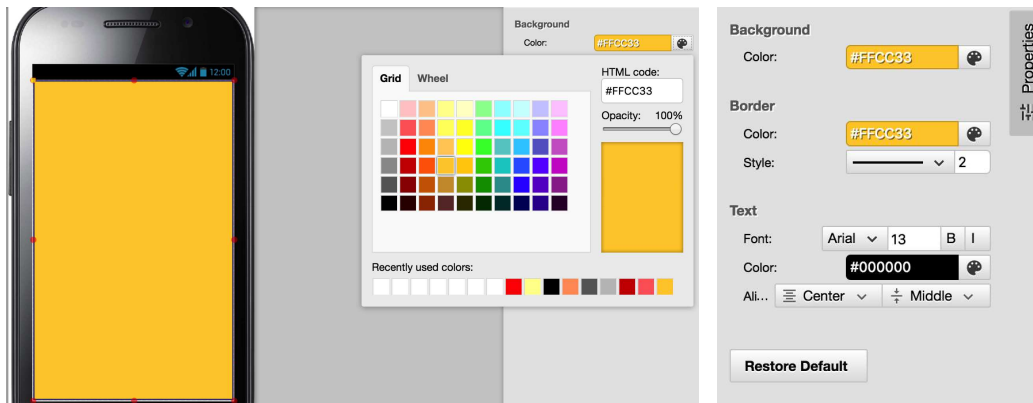 12:00
Background
Color: #FFCC33
Grid Wheel
HTML code:
#FFCC33
Opacity: 100%
Recently used colors:
Background
Color: #FFCC33
Border
Color: #FFCC33
Style: 2
Text
Font: Arial 13 B I
Color: #000000
Ali... Center Middle
Restore Default
Properties